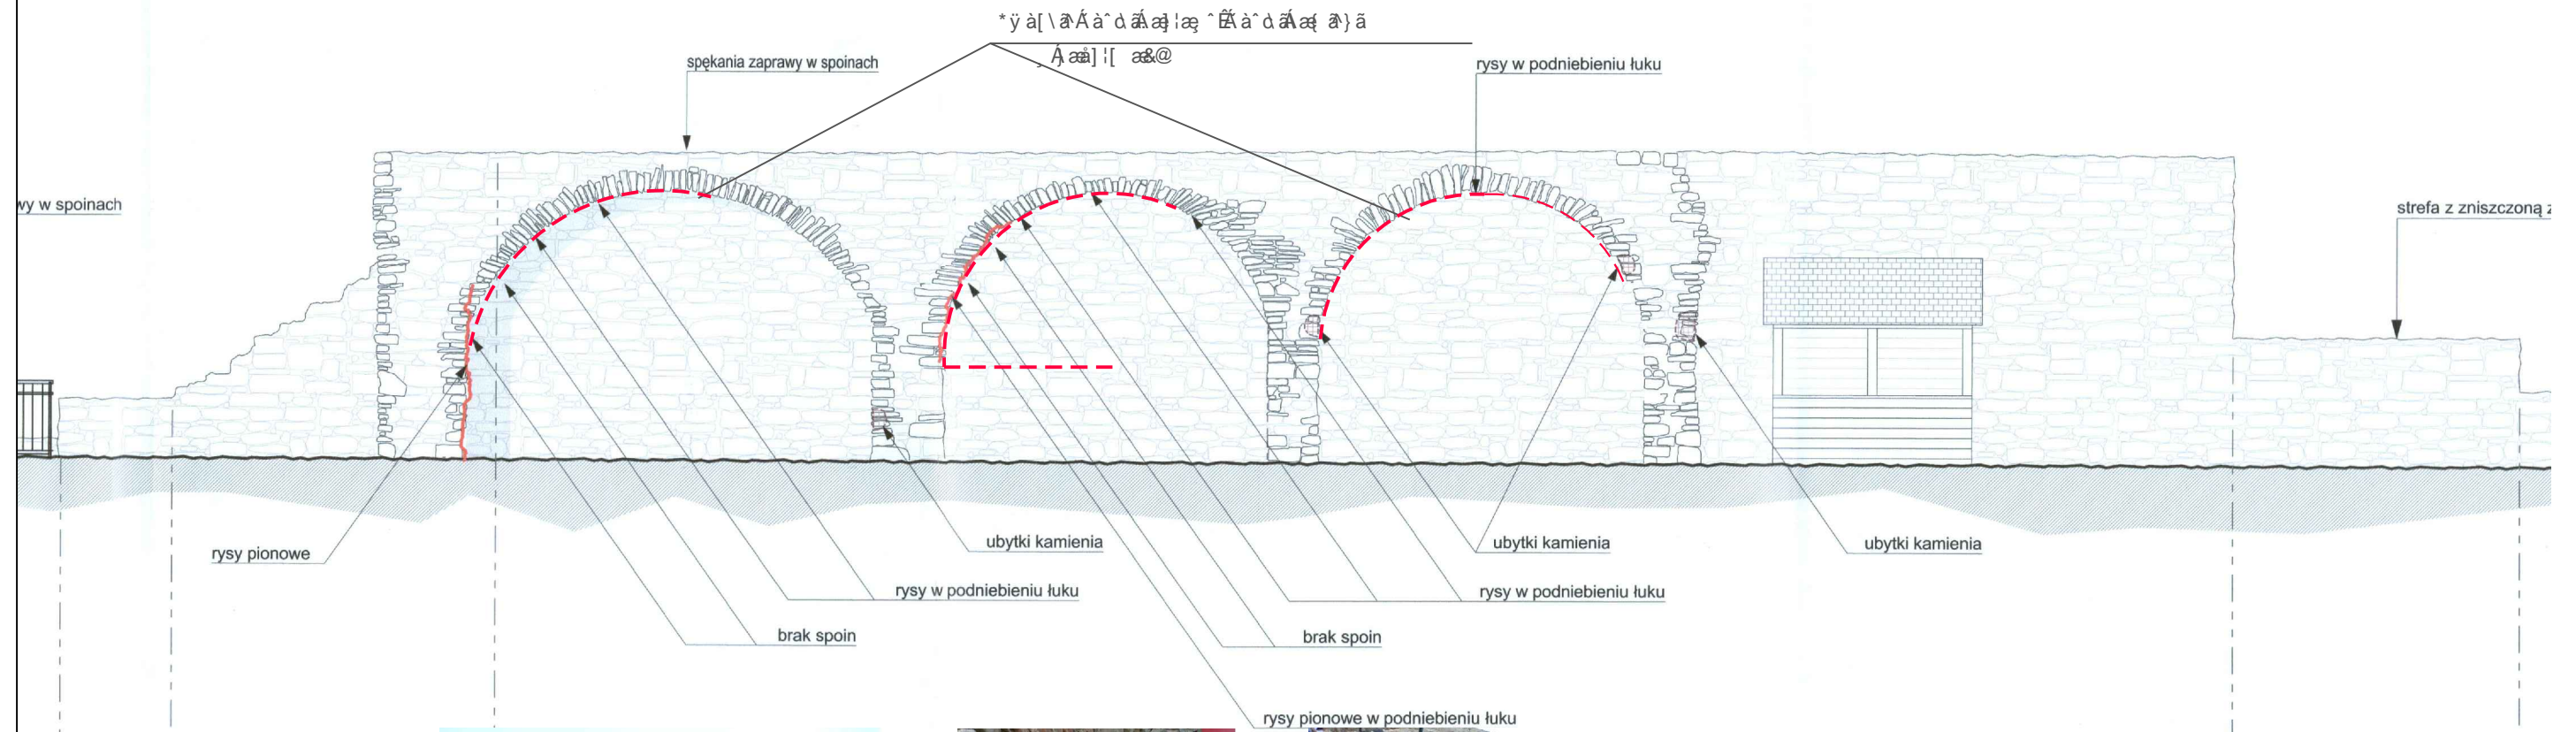 spękania zaprawy w spoinach
rysy w podniebieniu łuku
wy w spoinach
strefa z zniszczoną z
rysy pionowe
ubytki kamienia
ubytki kamienia
ubytki kamienia
rysy w podniebieniu łuku
rysy w podniebieniu łuku
brak spoin
brak spoin
rysy pionowe w podniebieniu łuku